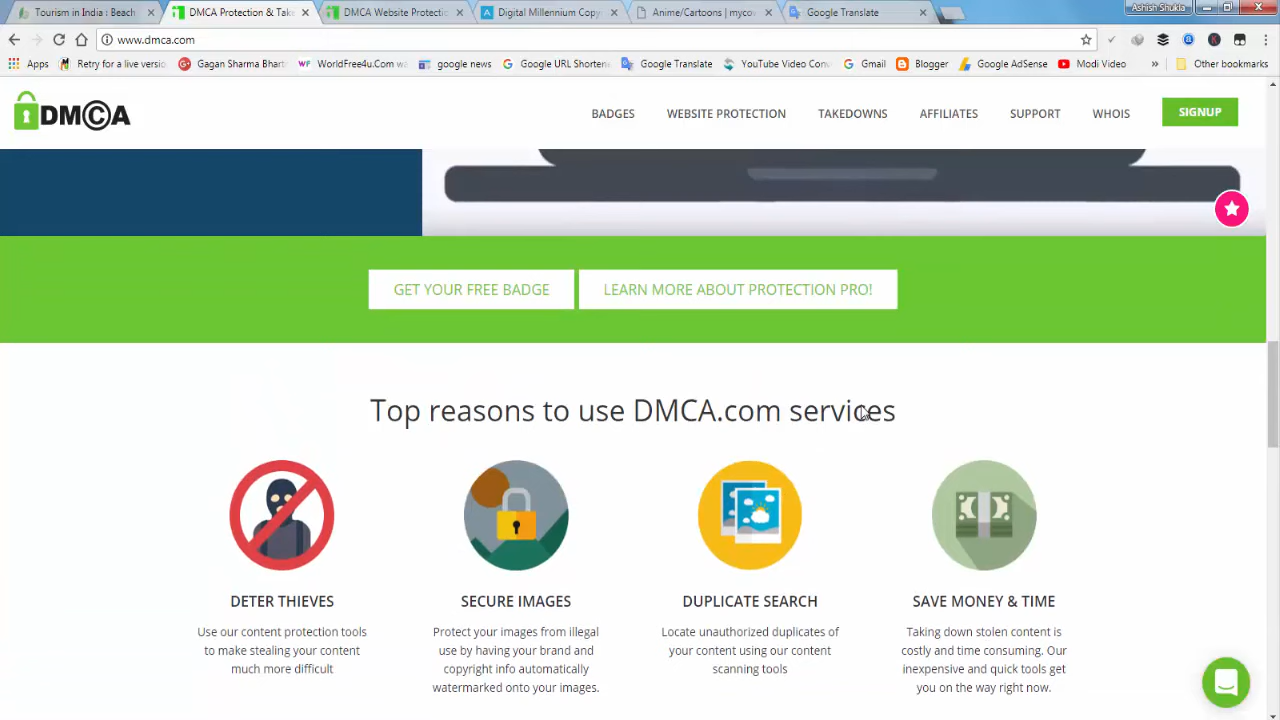 Ashish Shukla
Tourism in India : Beach
DMCA Protection & Take
DMCA Website Protecti
Digital Millennium Copy
Anime/Cartoons | mycov
Google Translate
www.dmca.com
Apps
Retry for a live versio
Gagan Sharma Bhart
WorldFree4u.Com wa
google news
Google URL Shortene
Google Translate
YouTube Video Conv
Gmail
Blogger
Google AdSense
Modi Video
»
Other bookmarks
DMCA
BADGES
WEBSITE PROTECTION
TAKEDOWNS
AFFILIATES
SUPPORT
WHOIS
SIGNUP
GET YOUR FREE BADGE
LEARN MORE ABOUT PROTECTION PRO!
Top reasons to use DMCA.com services
DETER THIEVES
Use our content protection tools
to make stealing your content
much more difficult
SECURE IMAGES
Protect your images from illegal
use by having your brand and
copyright info automatically
watermarked onto your images.
DUPLICATE SEARCH
Locate unauthorized duplicates of
your content using our content
scanning tools
SAVE MONEY & TIME
Taking down stolen content is
costly and time consuming. Our
inexpensive and quick tools get
you on the way right now.